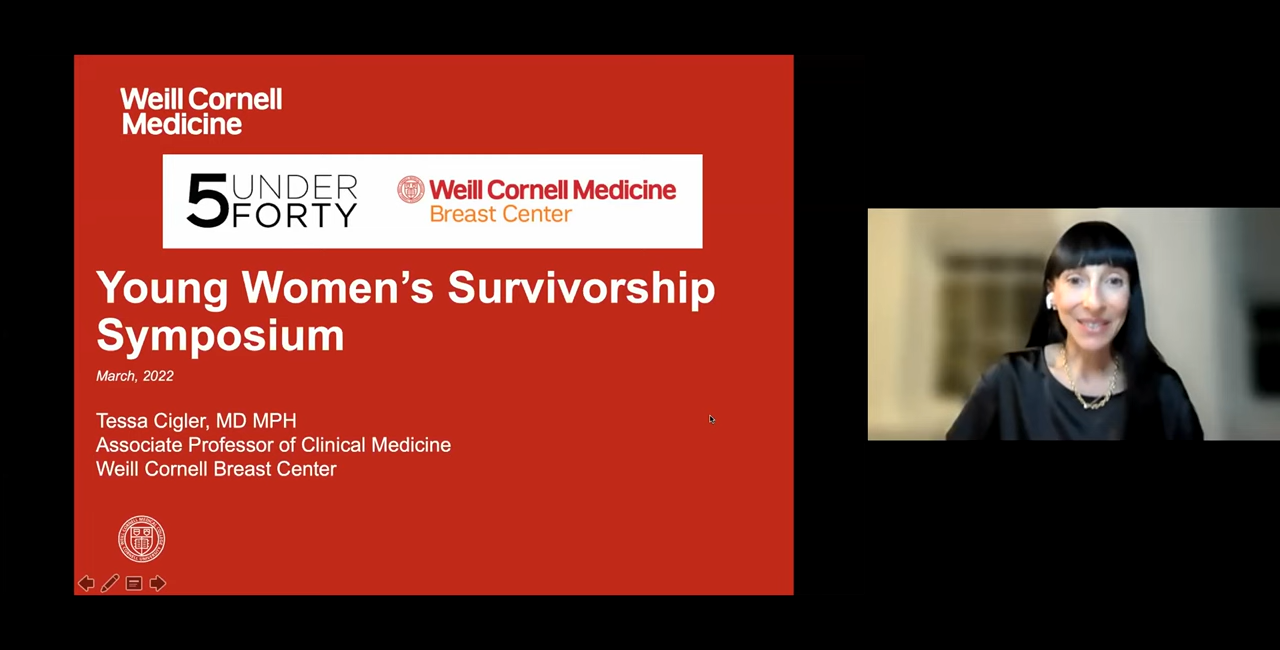 Weill Cornell
Medicine
5 UNDER
FORTY
Weill Cornell Medicine
Breast Center
Young Women's Survivorship
Symposium
March, 2022
Tessa Cigler, MD MPH
Associate Professor of Clinical Medicine
Weill Cornell Breast Center